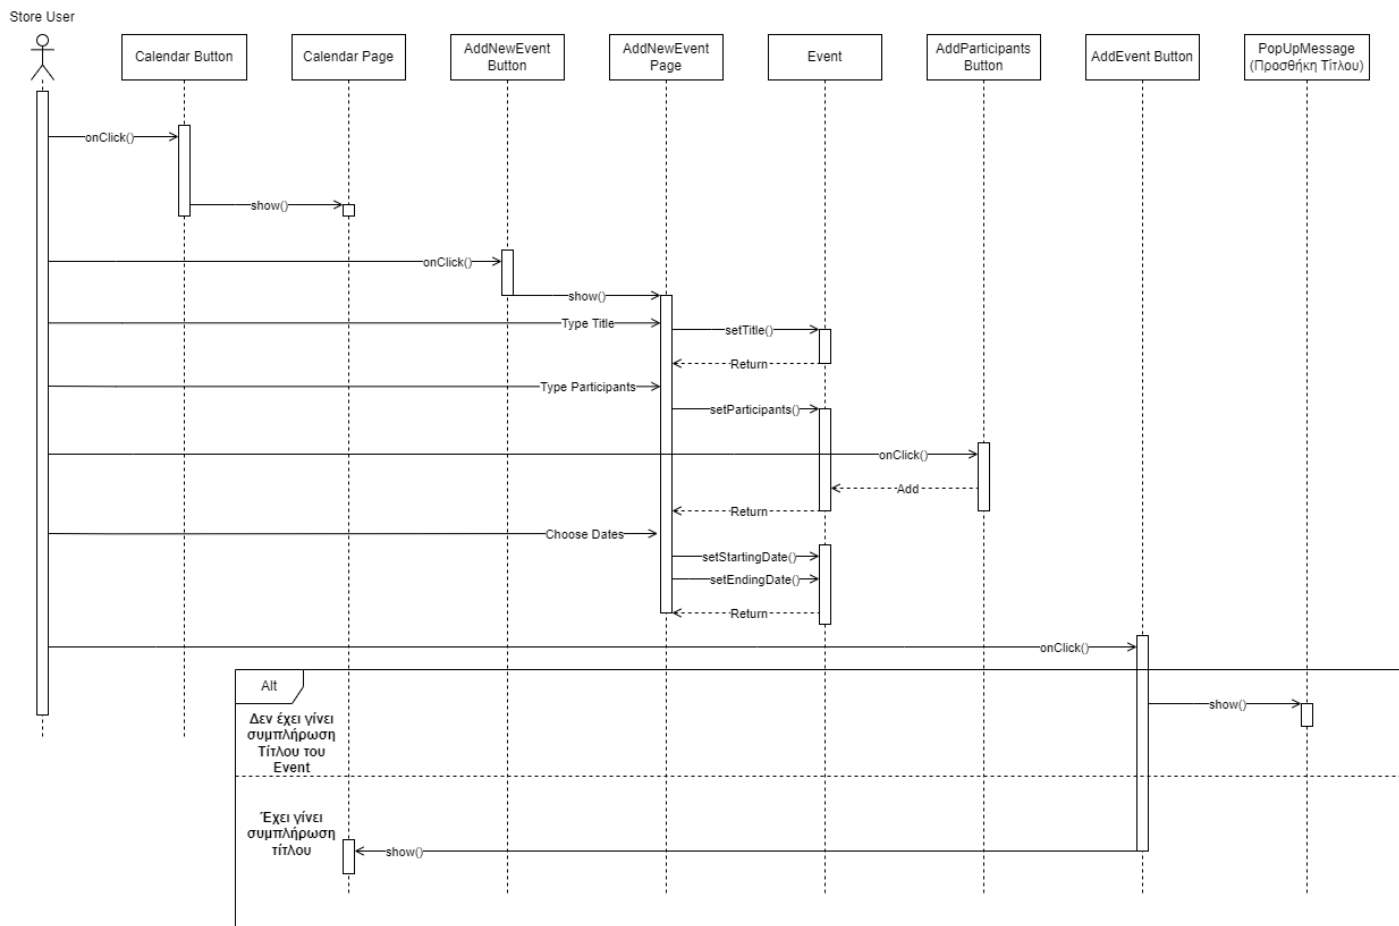 Store User
Calendar Button
Calendar Page
AddNewEvent
Button
AddNewEvent
Page
Event
AddParticipants
Button
AddEvent Button
PopUpMessage
(Προσθήκη Τίτλου)
onClick()
show()
onClick()
show()
Type Title
setTitle()
Return
Type Participants
setParticipants()
onClick()
Add
Return
Choose Dates
setStartingDate()
setEndingDate()
Return
onClick()
Alt
show()
Δεν έχει γίνει
συμπλήρωση
Τίτλου του
Event
Έχει γίνει
συμπλήρωση
τίτλου
show()